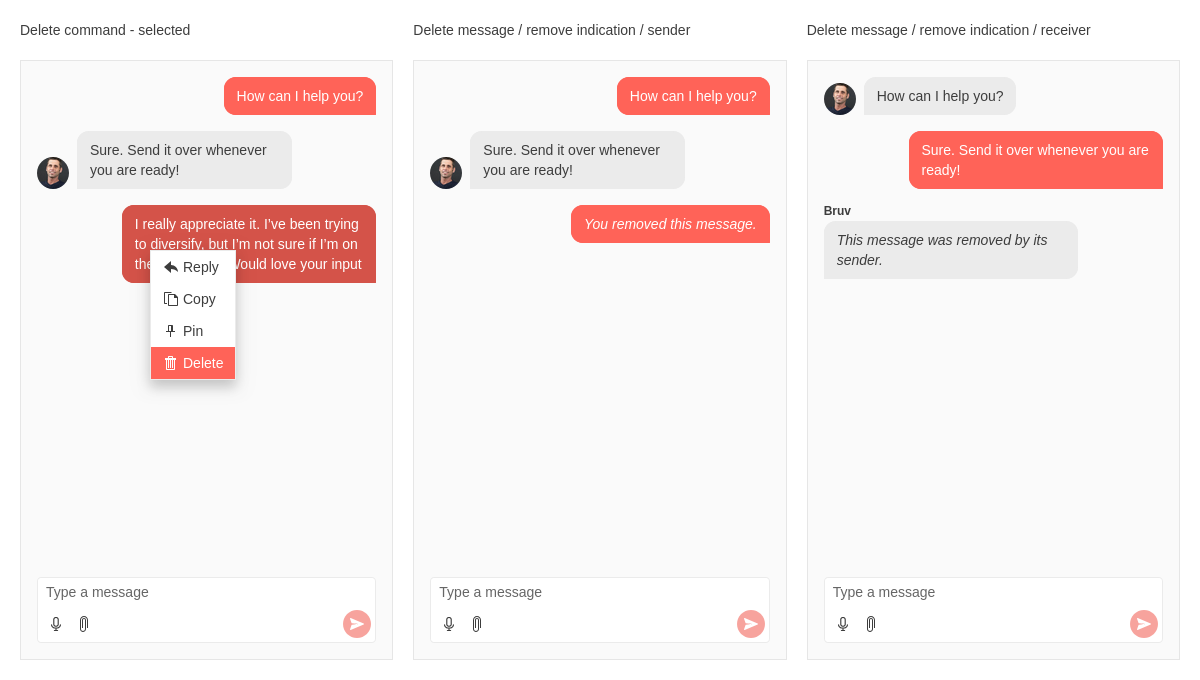 Delete command - selected
How can I help you?
Sure. Send it over whenever
you are ready!
I really appreciate it. I’ve been trying
to diversify, but I’m not sure if I’m on
the Would love your input
Reply
Copy
Pin
Delete
Type a message
Delete message / remove indication / sender
How can I help you?
Sure. Send it over whenever
you are ready!
You removed this message.
Type a message
Delete message / remove indication / receiver
How can I help you?
Sure. Send it over whenever you are
ready!
Bruv
This message was removed by its
sender.
Type a message